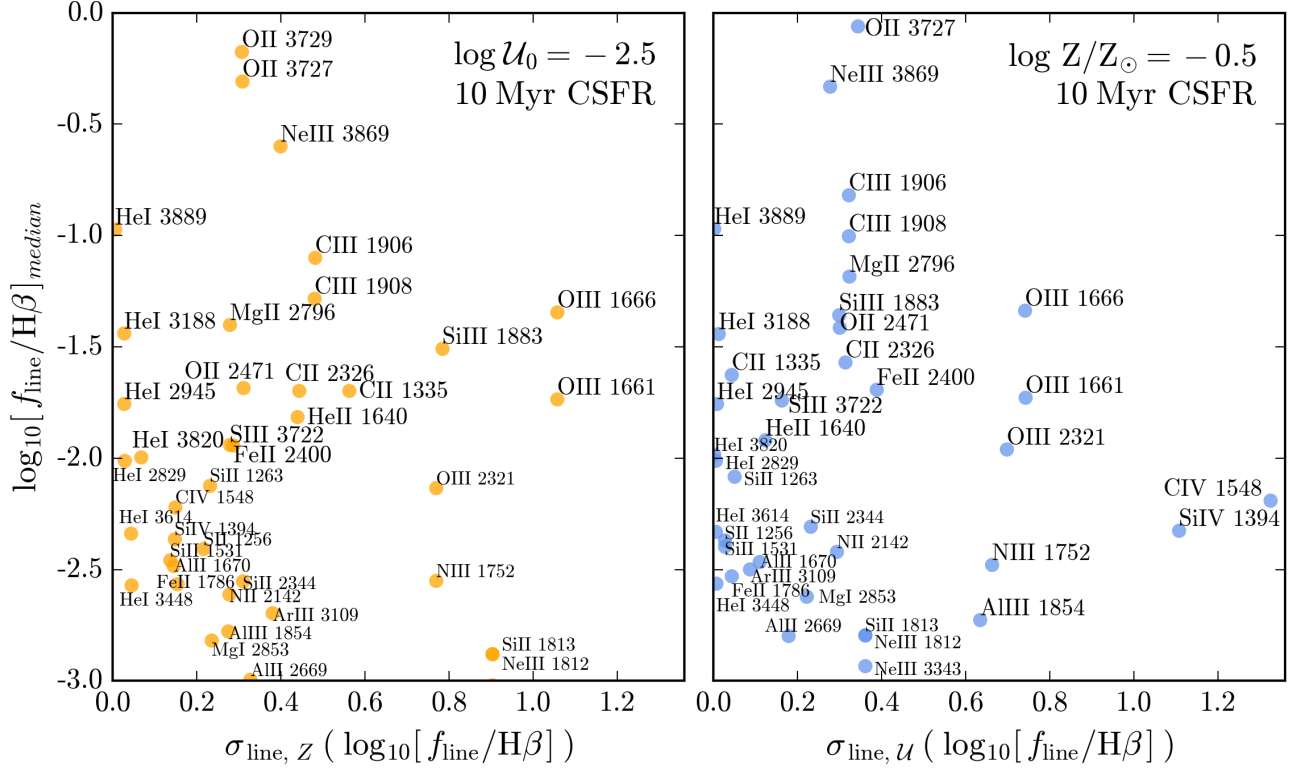 0.0
-0.5
-1.0
-1.5
-2.0
-2.5
-3.0
log₁₀[ f_line/Hβ]_median
log 𝒰₀ = −2.5
10 Myr CSFR
OII 3729
OII 3727
NeIII 3869
HeI 3889
CIII 1906
CIII 1908
OIII 1666
MgII 2796
HeI 3188
SiIII 1883
OII 2471
CII 2326
CII 1335
OIII 1661
HeI 2945
HeII 1640
SIII 3722
HeI 3820
FeII 2400
HeI 2829
SiII 1263
OIII 2321
CIV 1548
HeI 3614
SiIV 1394
SII 1256
SiII 1531
AlII 1670
NIII 1752
FeII 1786
SiII 2344
HeI 3448
NII 2142
ArIII 3109
AlIII 1854
MgI 2853
SiII 1813
NeIII 1812
AlII 2669
0.0 0.2 0.4 0.6 0.8 1.0 1.2
σ_line, Z ( log₁₀[ f_line/Hβ] )
log Z/Z☉ = −0.5
10 Myr CSFR
OII 3727
NeIII 3869
CIII 1906
HeI 3889
CIII 1908
MgII 2796
SiIII 1883
OIII 1666
HeI 3188
OII 2471
CII 2326
CII 1335
FeII 2400
OIII 1661
HeI 2945
SIII 3722
HeII 1640
OIII 2321
HeI 3820
HeI 2829
SiII 1263
CIV 1548
HeI 3614
SiII 2344
SiIV 1394
SII 1256
NII 2142
SiII 1531
NIII 1752
AlII 1670
ArIII 3109
FeII 1786
MgI 2853
HeI 3448
AlIII 1854
AlII 2669
SiII 1813
NeIII 1812
NeIII 3343
0.0 0.2 0.4 0.6 0.8 1.0 1.2
σ_line, 𝒰 ( log₁₀[ f_line/Hβ] )